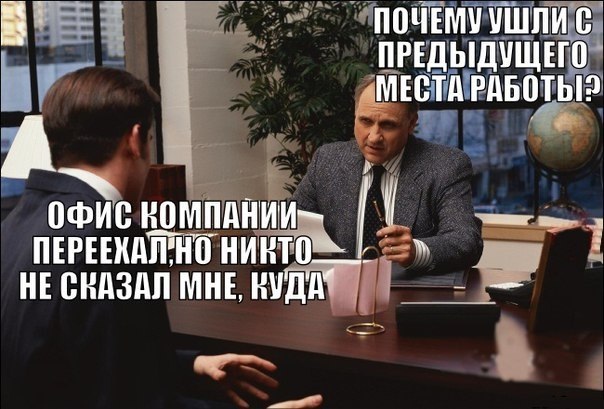 ПОЧЕМУ УШЛИ С
ПРЕДЫДУЩЕГО
МЕСТА РАБОТЫ?
ОФИС КОМПАНИИ
ПЕРЕЕХАЛ,НО НИКТО
НЕ СКАЗАЛ МНЕ, КУДА